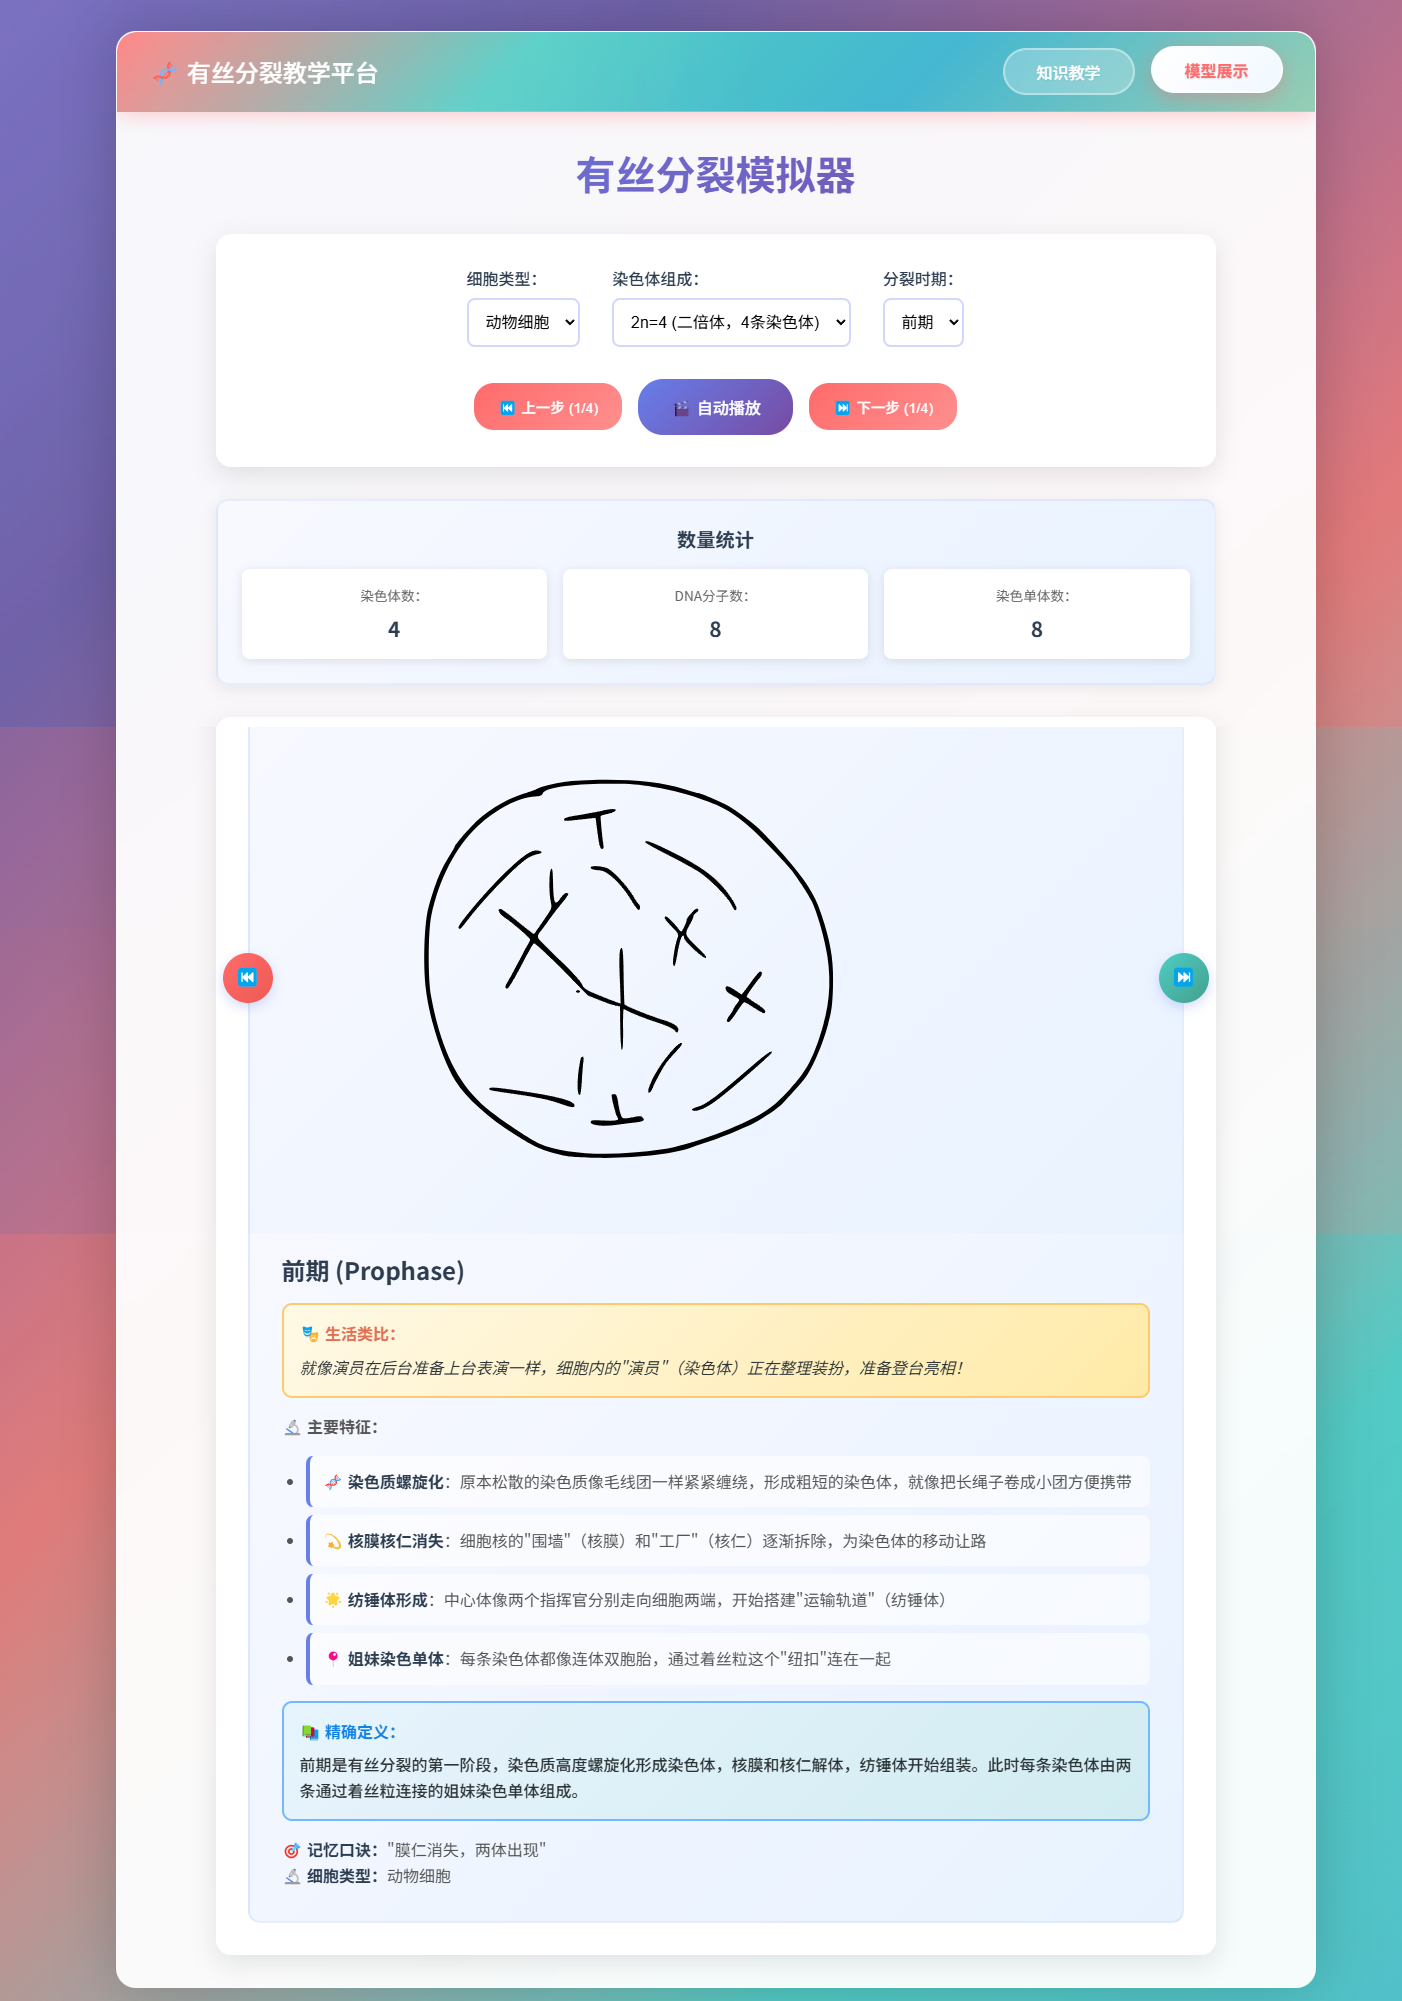 🧬 有丝分裂教学平台
知识教学
模型展示
有丝分裂模拟器
细胞类型：
染色体组成：
分裂时期：
动物细胞
2n=4 (二倍体，4条染色体)
前期
⏮️ 上一步 (1/4)
🎬 自动播放
⏭️ 下一步 (1/4)
数量统计
染色体数：
DNA分子数：
染色单体数：
4
8
8
前期 (Prophase)
🎭 生活类比：
就像演员在后台准备上台表演一样，细胞内的"演员"（染色体）正在整理装扮，准备登台亮相！
🔬 主要特征：
🧬 染色质螺旋化：原本松散的染色质像毛线团一样紧紧缠绕，形成粗短的染色体，就像把长绳子卷成小团方便携带
💫 核膜核仁消失：细胞核的"围墙"（核膜）和"工厂"（核仁）逐渐拆除，为染色体的移动让路
🌟 纺锤体形成：中心体像两个指挥官分别走向细胞两端，开始搭建"运输轨道"（纺锤体）
📍 姐妹染色单体：每条染色体都像连体双胞胎，通过着丝粒这个"纽扣"连在一起
📚 精确定义：
前期是有丝分裂的第一阶段，染色质高度螺旋化形成染色体，核膜和核仁解体，纺锤体开始组装。此时每条染色体由两
条通过着丝粒连接的姐妹染色单体组成。
🎯 记忆口诀："膜仁消失，两体出现"
🔬 细胞类型：动物细胞